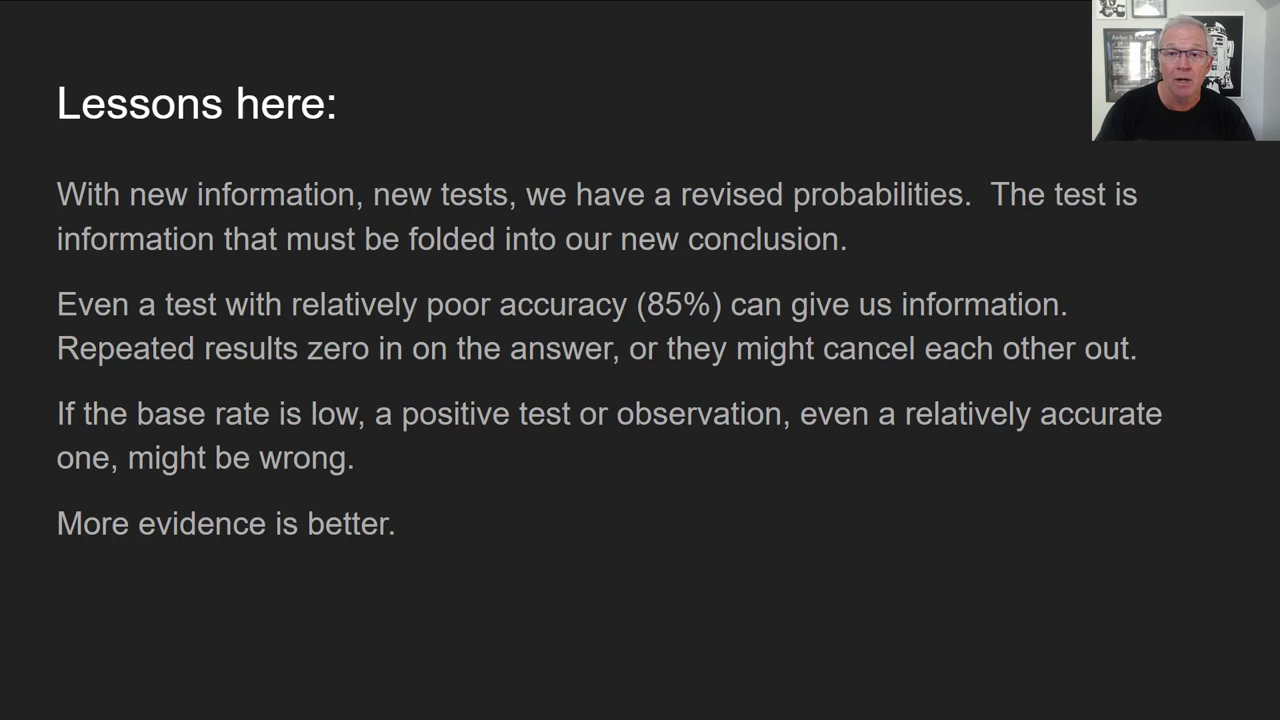 Lessons here:
With new information, new tests, we have a revised probabilities.  The test is
information that must be folded into our new conclusion.
Even a test with relatively poor accuracy (85%) can give us information.
Repeated results zero in on the answer, or they might cancel each other out.
If the base rate is low, a positive test or observation, even a relatively accurate
one, might be wrong.
More evidence is better.